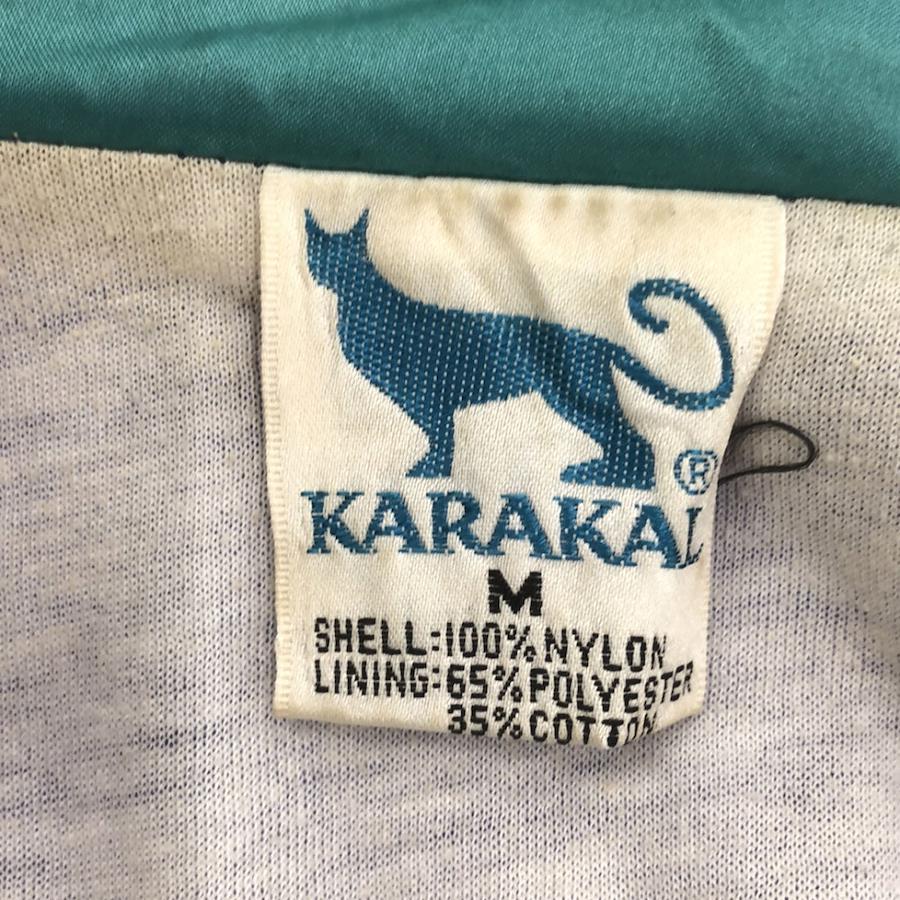 KARAKAL®
M
SHELL:100% NYLON
LINING:65% POLYESTER
35% COTTON